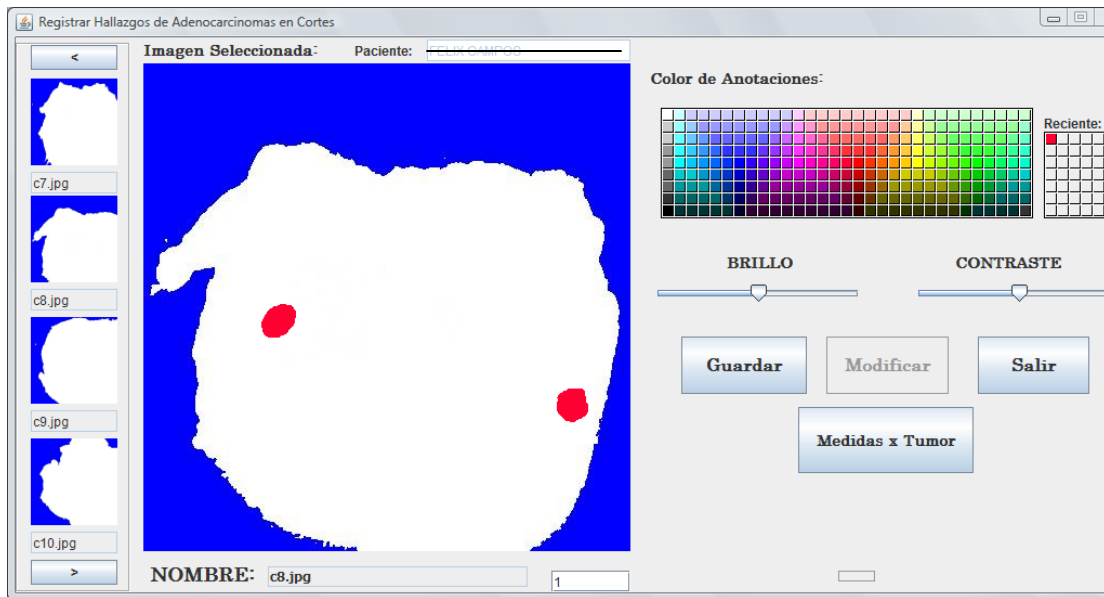 Registrar Hallazgos de Adenocarcinomas en Cortes
<
c7.jpg
c8.jpg
c9.jpg
c10.jpg
>
Imagen Seleccionada:
Paciente:
NOMBRE:
c8.jpg
1
Color de Anotaciones:
Reciente:
BRILLO
CONTRASTE
Guardar
Modificar
Salir
Medidas x Tumor